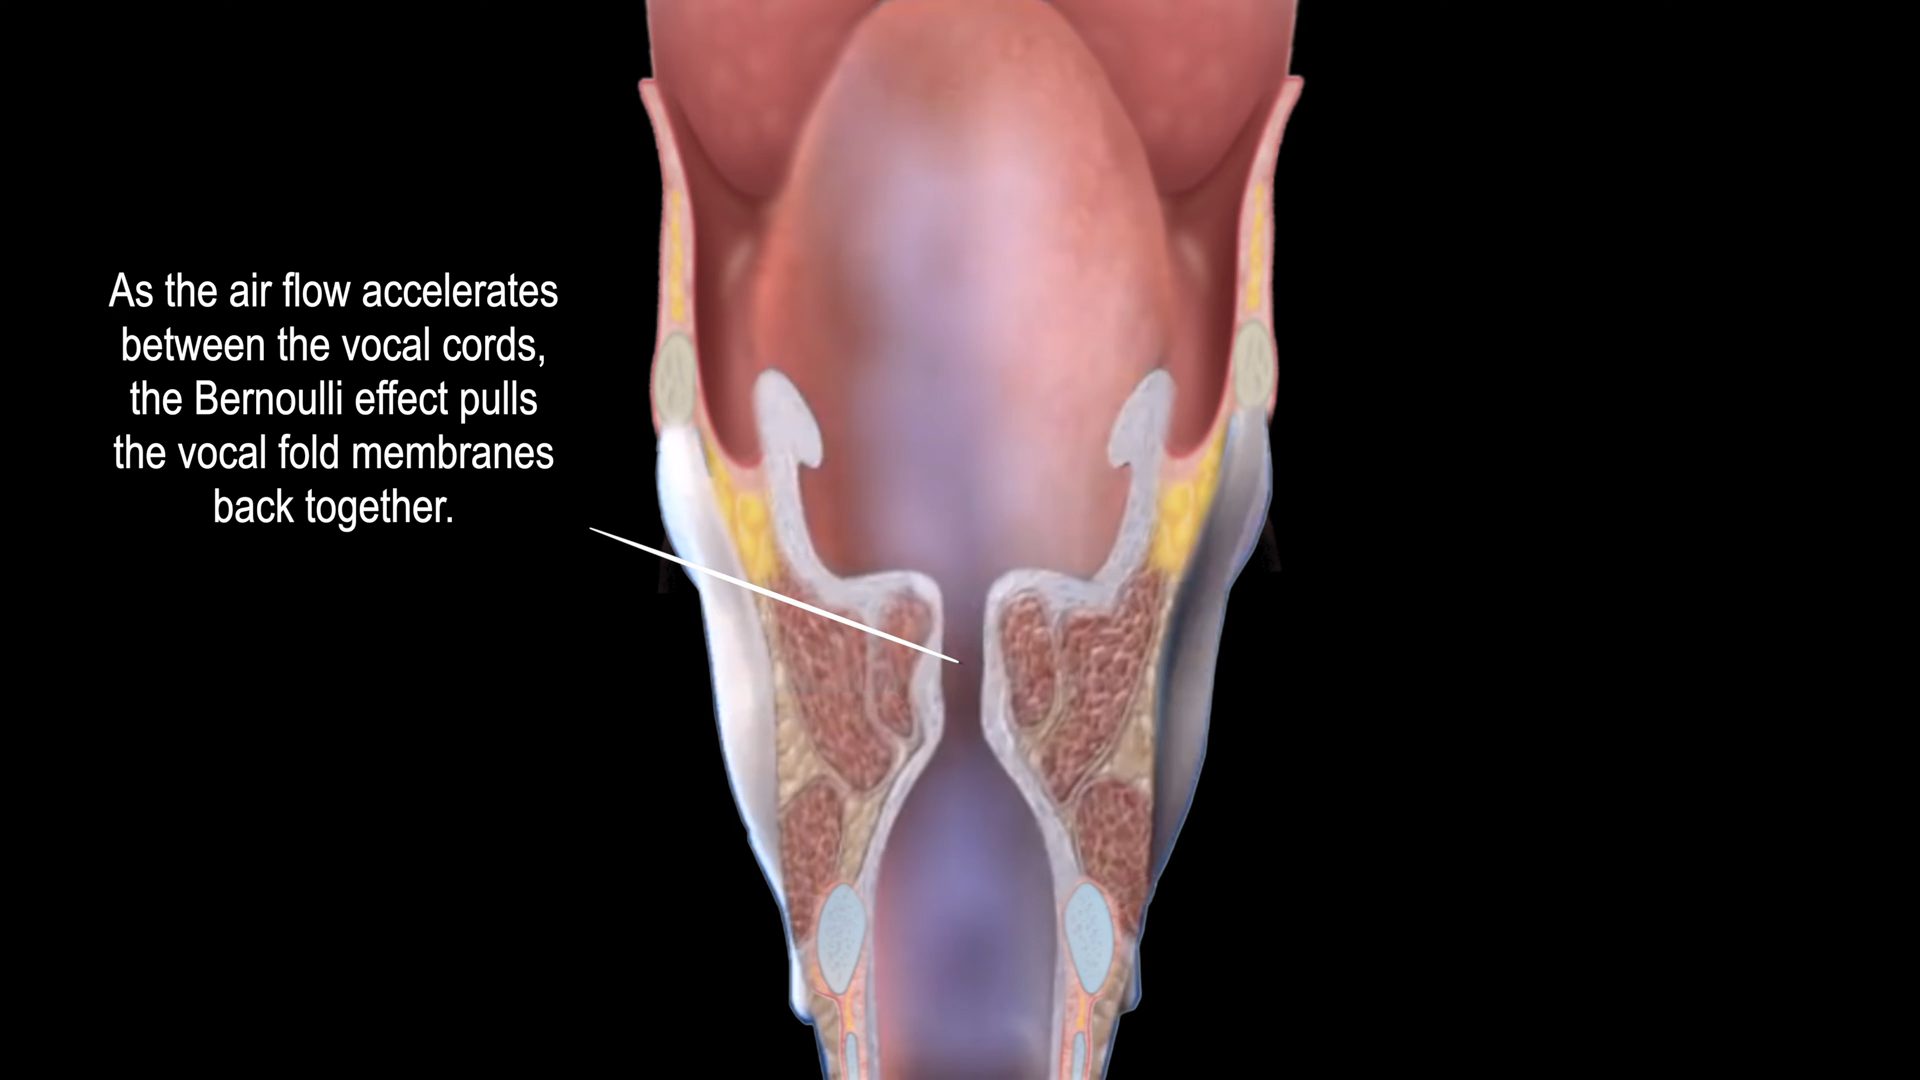 As the air flow accelerates
between the vocal cords,
the Bernoulli effect pulls
the vocal fold membranes
back together.